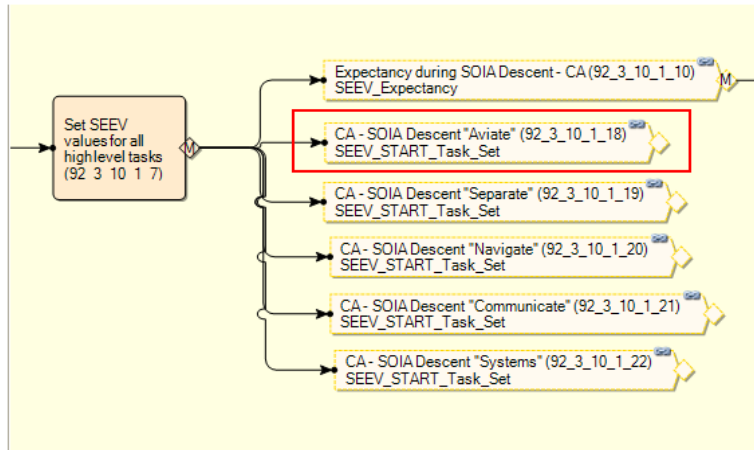 Set SEEV
values for all
high level tasks
(92 3 10 1 7)
M
Expectancy during SOIA Descent - CA (92_3_10_1_10)
SEEV_Expectancy
M
CA - SOIA Descent "Aviate" (92_3_10_1_18)
SEEV_START_Task_Set
CA - SOIA Descent "Separate" (92_3_10_1_19)
SEEV_START_Task_Set
CA - SOIA Descent "Navigate" (92_3_10_1_20)
SEEV_START_Task_Set
CA - SOIA Descent "Communicate" (92_3_10_1_21)
SEEV_START_Task_Set
CA - SOIA Descent "Systems" (92_3_10_1_22)
SEEV_START_Task_Set